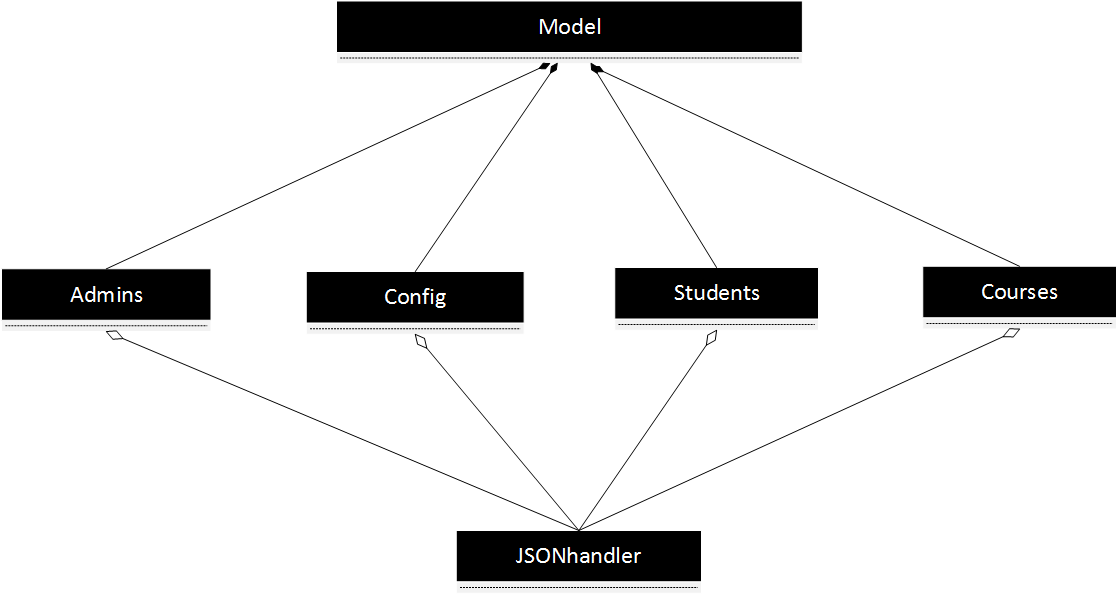 Model
Admins
Config
Students
Courses
JSONhandler